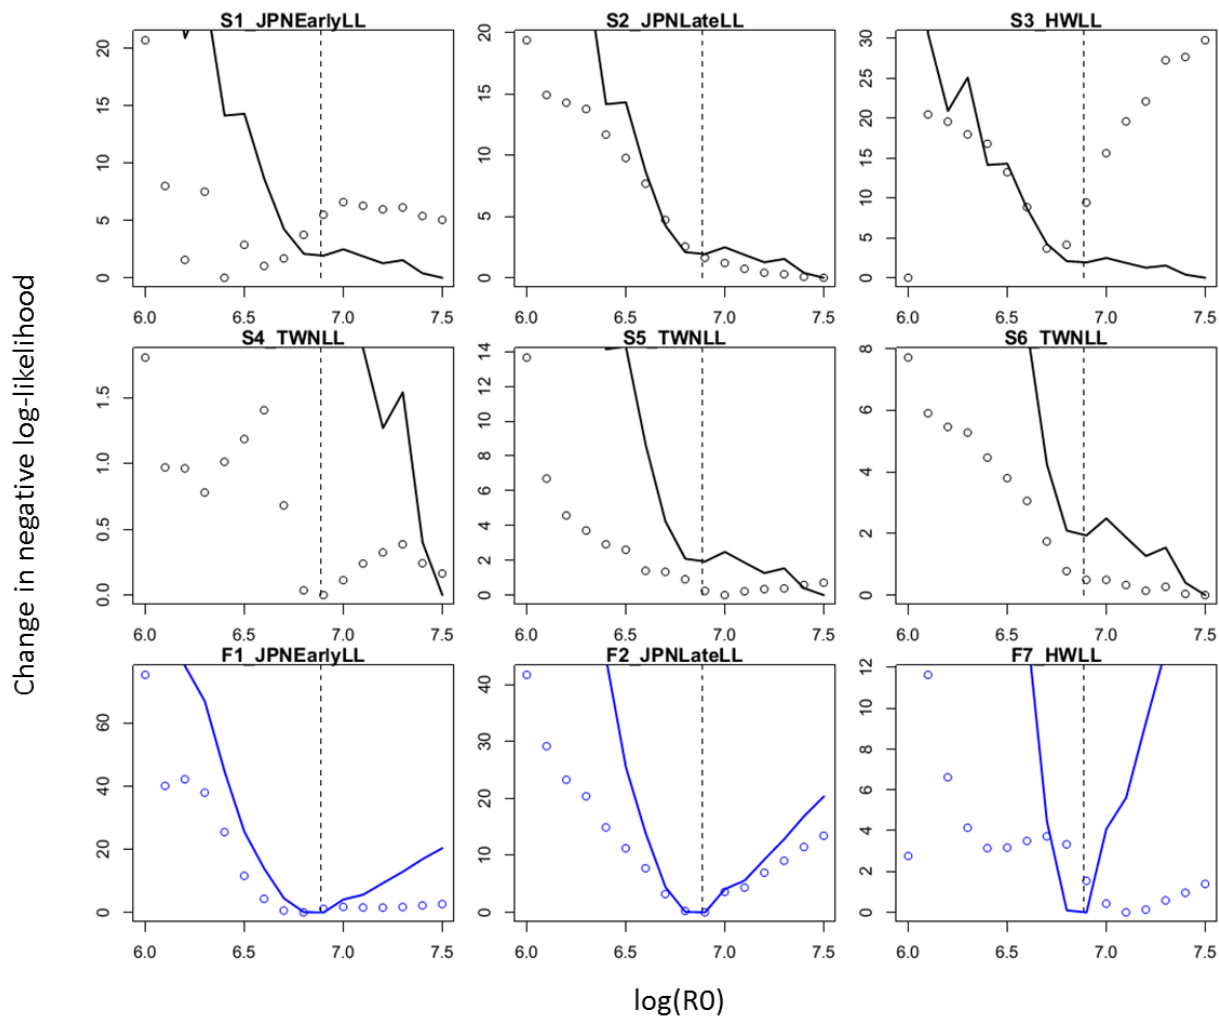 S1_JPNEarlyLL S2_JPNLateLL S3_HWLL
20 15 10 5 0
20 15 10 5 0
30 25 20 15 10 5 0
6.0 6.5 7.0 7.5 6.0 6.5 7.0 7.5 6.0 6.5 7.0 7.5
S4_TWNLL S5_TWNLL S6_TWNLL
1.5 1.0 0.5 0.0
14 12 10 8 6 4 2 0
8 6 4 2 0
6.0 6.5 7.0 7.5 6.0 6.5 7.0 7.5 6.0 6.5 7.0 7.5
F1_JPNEarlyLL F2_JPNLateLL F7_HWLL
60 40 20 0
40 30 20 10 0
12 10 8 6 4 2 0
6.0 6.5 7.0 7.5 6.0 6.5 7.0 7.5 6.0 6.5 7.0 7.5
Change in negative log-likelihood
log(R0)